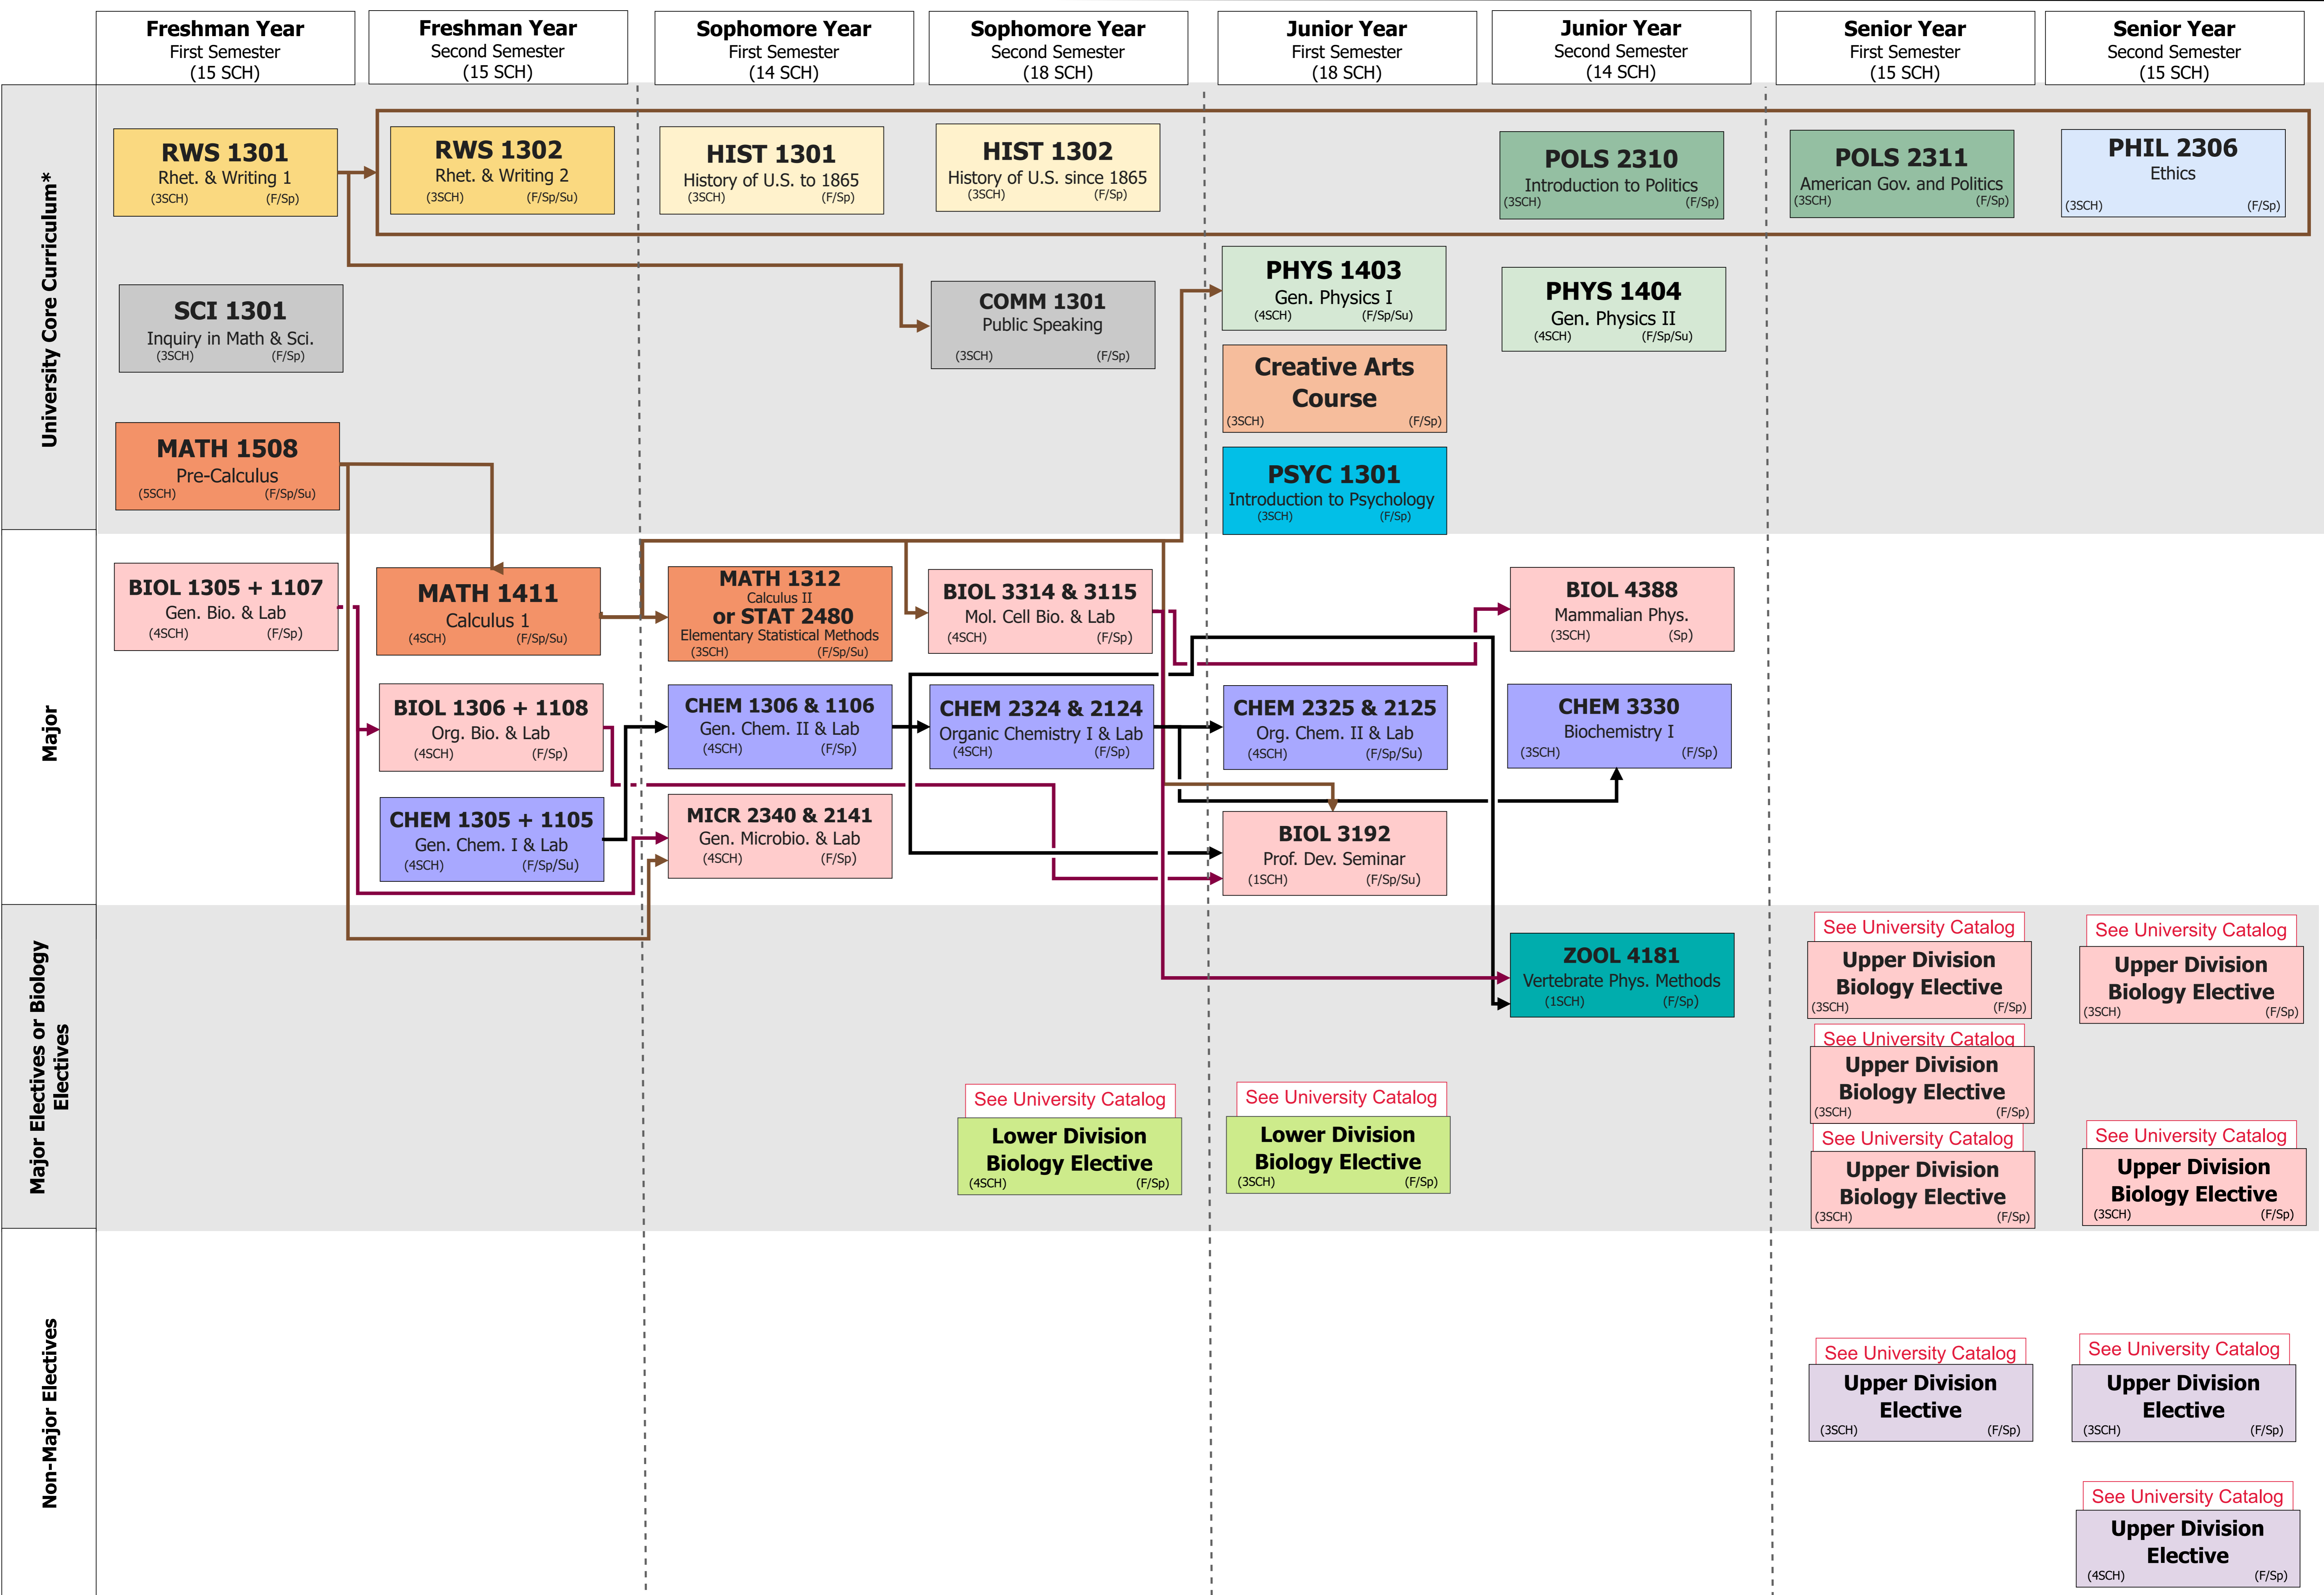 Freshman Year
First Semester
(15 SCH)
Freshman Year
Second Semester
(15 SCH)
Sophomore Year
First Semester
(14 SCH)
Sophomore Year
Second Semester
(18 SCH)
Junior Year
First Semester
(18 SCH)
Junior Year
Second Semester
(14 SCH)
Senior Year
First Semester
(15 SCH)
Senior Year
Second Semester
(15 SCH)
University Core Curriculum*
RWS 1301
Rhet. & Writing 1
(3SCH) (F/Sp)
RWS 1302
Rhet. & Writing 2
(3SCH) (F/Sp/Su)
HIST 1301
History of U.S. to 1865
(3SCH) (F/Sp)
HIST 1302
History of U.S. since 1865
(3SCH) (F/Sp)
POLS 2310
Introduction to Politics
(3SCH) (F/Sp)
POLS 2311
American Gov. and Politics
(3SCH) (F/Sp)
PHIL 2306
Ethics
(3SCH) (F/Sp)
SCI 1301
Inquiry in Math & Sci.
(3SCH) (F/Sp)
COMM 1301
Public Speaking
(3SCH) (F/Sp)
PHYS 1403
Gen. Physics I
(4SCH) (F/Sp/Su)
PHYS 1404
Gen. Physics II
(4SCH) (F/Sp/Su)
Creative Arts
Course
(3SCH) (F/Sp)
MATH 1508
Pre-Calculus
(5SCH) (F/Sp/Su)
PSYC 1301
Introduction to Psychology
(3SCH) (F/Sp)
Major
BIOL 1305 + 1107
Gen. Bio. & Lab
(4SCH) (F/Sp)
MATH 1411
Calculus 1
(4SCH) (F/Sp/Su)
MATH 1312
Calculus II
or STAT 2480
Elementary Statistical Methods
(3SCH) (F/Sp/Su)
BIOL 3314 & 3115
Mol. Cell Bio. & Lab
(4SCH) (F/Sp)
BIOL 4388
Mammalian Phys.
(3SCH) (Sp)
BIOL 1306 + 1108
Org. Bio. & Lab
(4SCH) (F/Sp)
CHEM 1306 & 1106
Gen. Chem. II & Lab
(4SCH) (F/Sp)
CHEM 2324 & 2124
Organic Chemistry I & Lab
(4SCH) (F/Sp)
CHEM 2325 & 2125
Org. Chem. II & Lab
(4SCH) (F/Sp/Su)
CHEM 3330
Biochemistry I
(3SCH) (F/Sp)
CHEM 1305 + 1105
Gen. Chem. I & Lab
(4SCH) (F/Sp/Su)
MICR 2340 & 2141
Gen. Microbio. & Lab
(4SCH) (F/Sp)
BIOL 3192
Prof. Dev. Seminar
(1SCH) (F/Sp/Su)
Major Electives or Biology
Electives
ZOOL 4181
Vertebrate Phys. Methods
(1SCH) (F/Sp)
See University Catalog
Upper Division
Biology Elective
(3SCH) (F/Sp)
See University Catalog
Upper Division
Biology Elective
(3SCH) (F/Sp)
See University Catalog
Upper Division
Biology Elective
(3SCH) (F/Sp)
See University Catalog
Lower Division
Biology Elective
(4SCH) (F/Sp)
See University Catalog
Lower Division
Biology Elective
(3SCH) (F/Sp)
See University Catalog
Upper Division
Biology Elective
(3SCH) (F/Sp)
See University Catalog
Upper Division
Biology Elective
(3SCH) (F/Sp)
Non-Major Electives
See University Catalog
Upper Division
Elective
(3SCH) (F/Sp)
See University Catalog
Upper Division
Elective
(3SCH) (F/Sp)
See University Catalog
Upper Division
Elective
(4SCH) (F/Sp)